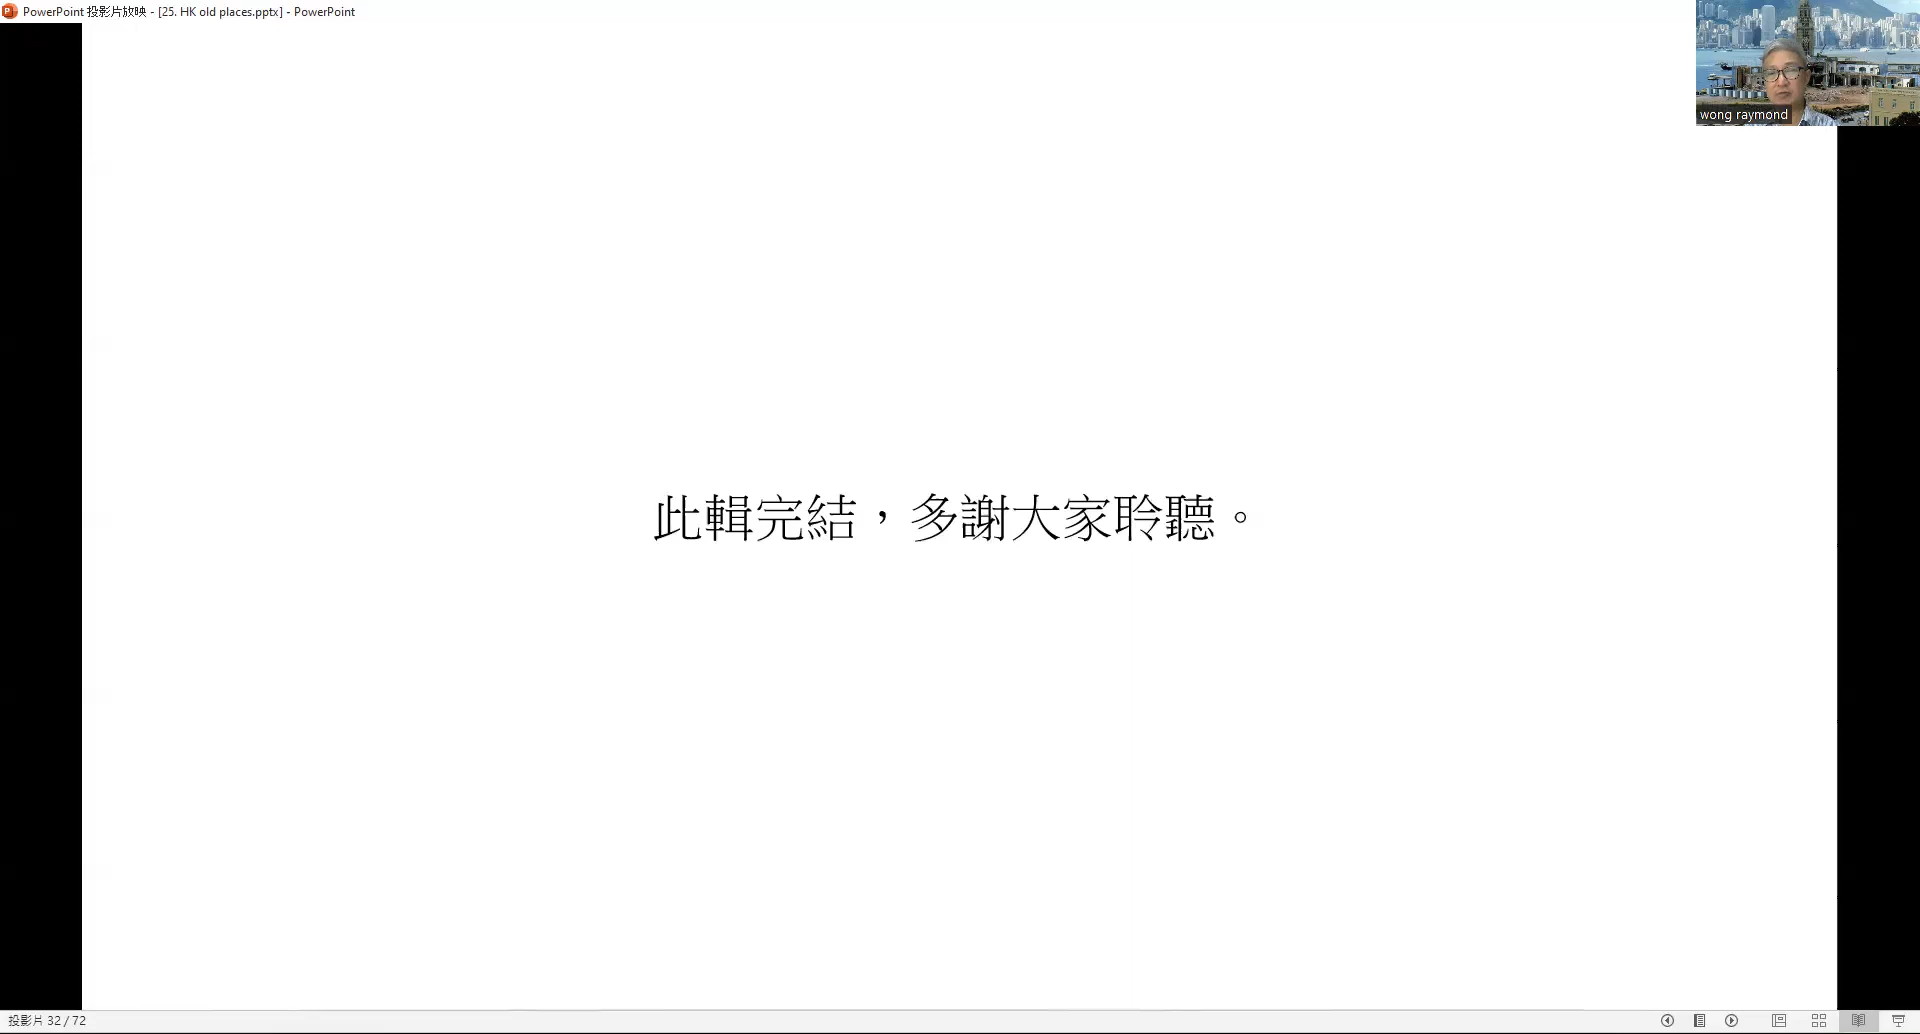 PowerPoint 投影片放映 - [25. HK old places.pptx] - PowerPoint
wong raymond
此輯完結，多謝大家聆聽。
投影片 32 / 72